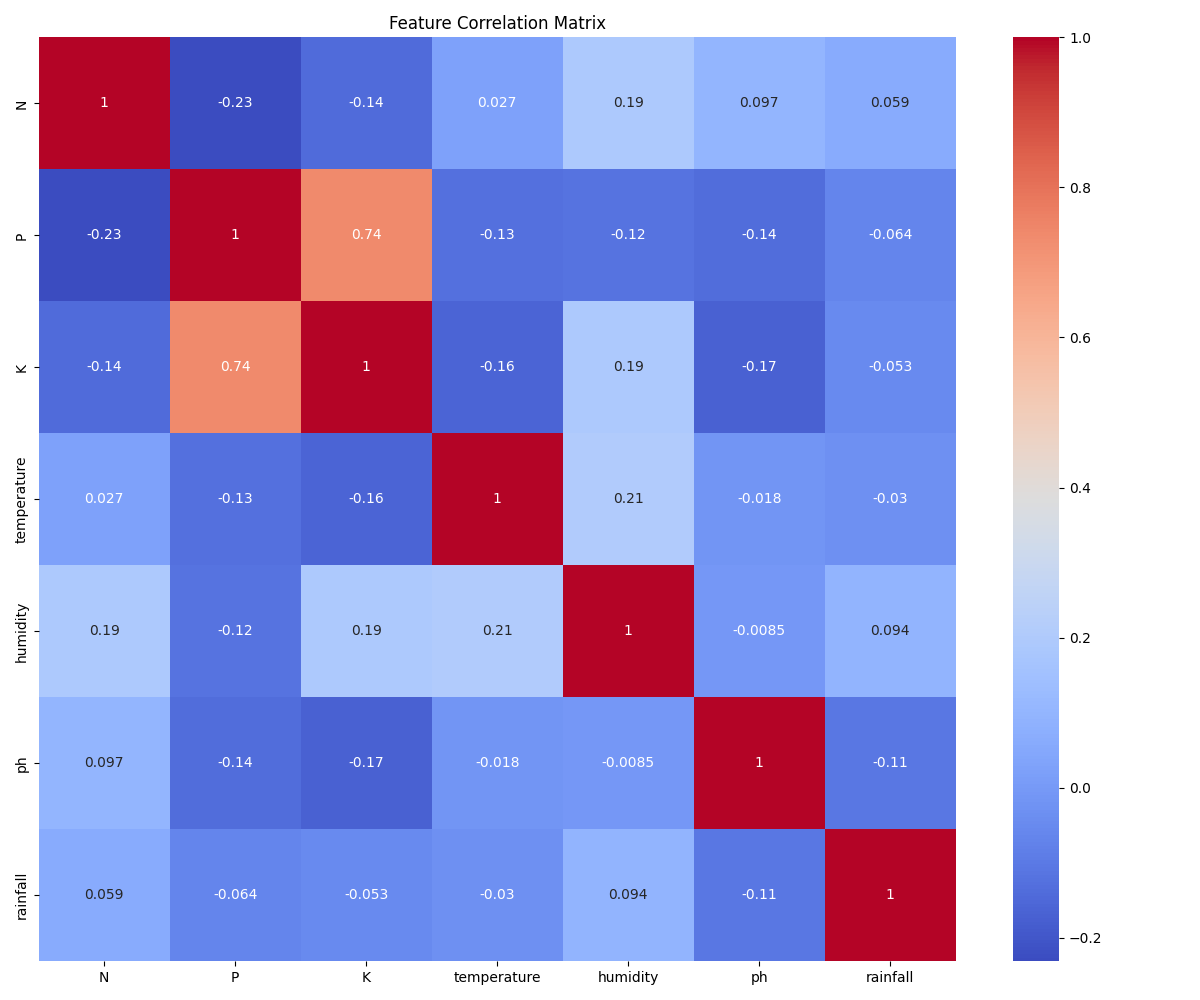 Feature Correlation Matrix
N 1 -0.23 -0.14 0.027 0.19 0.097 0.059
P -0.23 1 0.74 -0.13 -0.12 -0.14 -0.064
K -0.14 0.74 1 -0.16 0.19 -0.17 -0.053
temperature 0.027 -0.13 -0.16 1 0.21 -0.018 -0.03
humidity 0.19 -0.12 0.19 0.21 1 -0.0085 0.094
ph 0.097 -0.14 -0.17 -0.018 -0.0085 1 -0.11
rainfall 0.059 -0.064 -0.053 -0.03 0.094 -0.11 1
N P K temperature humidity ph rainfall
1.0
0.8
0.6
0.4
0.2
0.0
−0.2